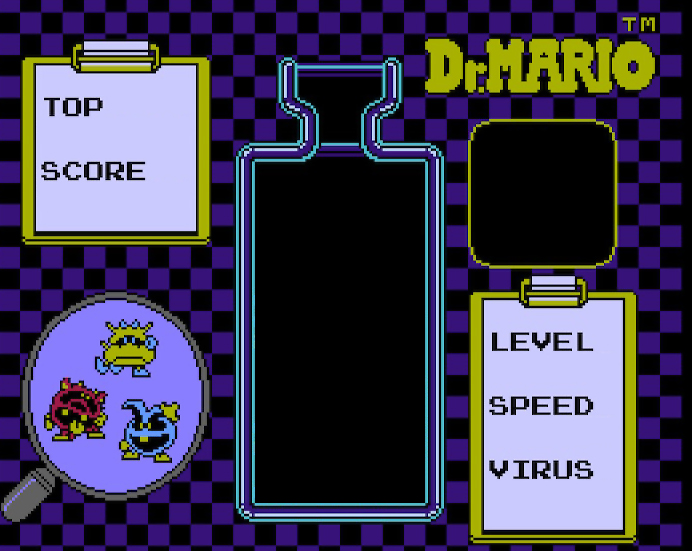 TM
Dr. MARIO
TOP
SCORE
LEVEL
SPEED
VIRUS